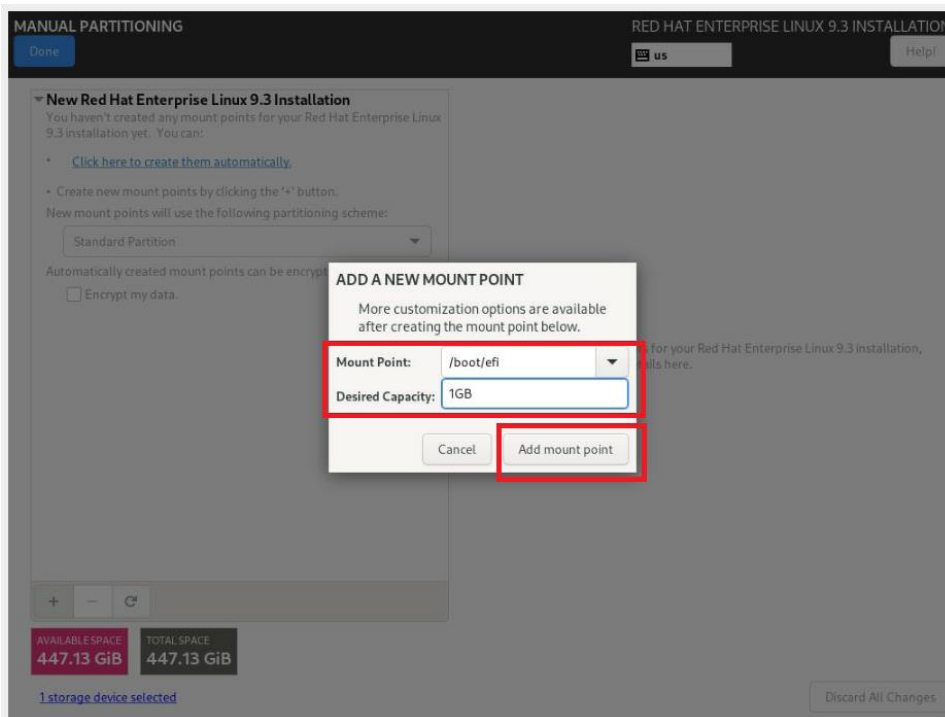 MANUAL PARTITIONING
Done
RED HAT ENTERPRISE LINUX 9.3 INSTALLATION
us
Help!
New Red Hat Enterprise Linux 9.3 Installation
You haven't created any mount points for your Red Hat Enterprise Linux
9.3 installation yet. You can:
• Click here to create them automatically.
• Create new mount points by clicking the '+' button.
New mount points will use the following partitioning scheme:
Standard Partition
Automatically created mount points can be encrypt
Encrypt my data.
ADD A NEW MOUNT POINT
More customization options are available
after creating the mount point below.
Mount Point: /boot/efi
Desired Capacity: 1GB
Cancel
Add mount point
for your Red Hat Enterprise Linux 9.3 installation,
here.
+ −
AVAILABLE SPACE
447.13 GiB
TOTAL SPACE
447.13 GiB
1 storage device selected
Discard All Changes